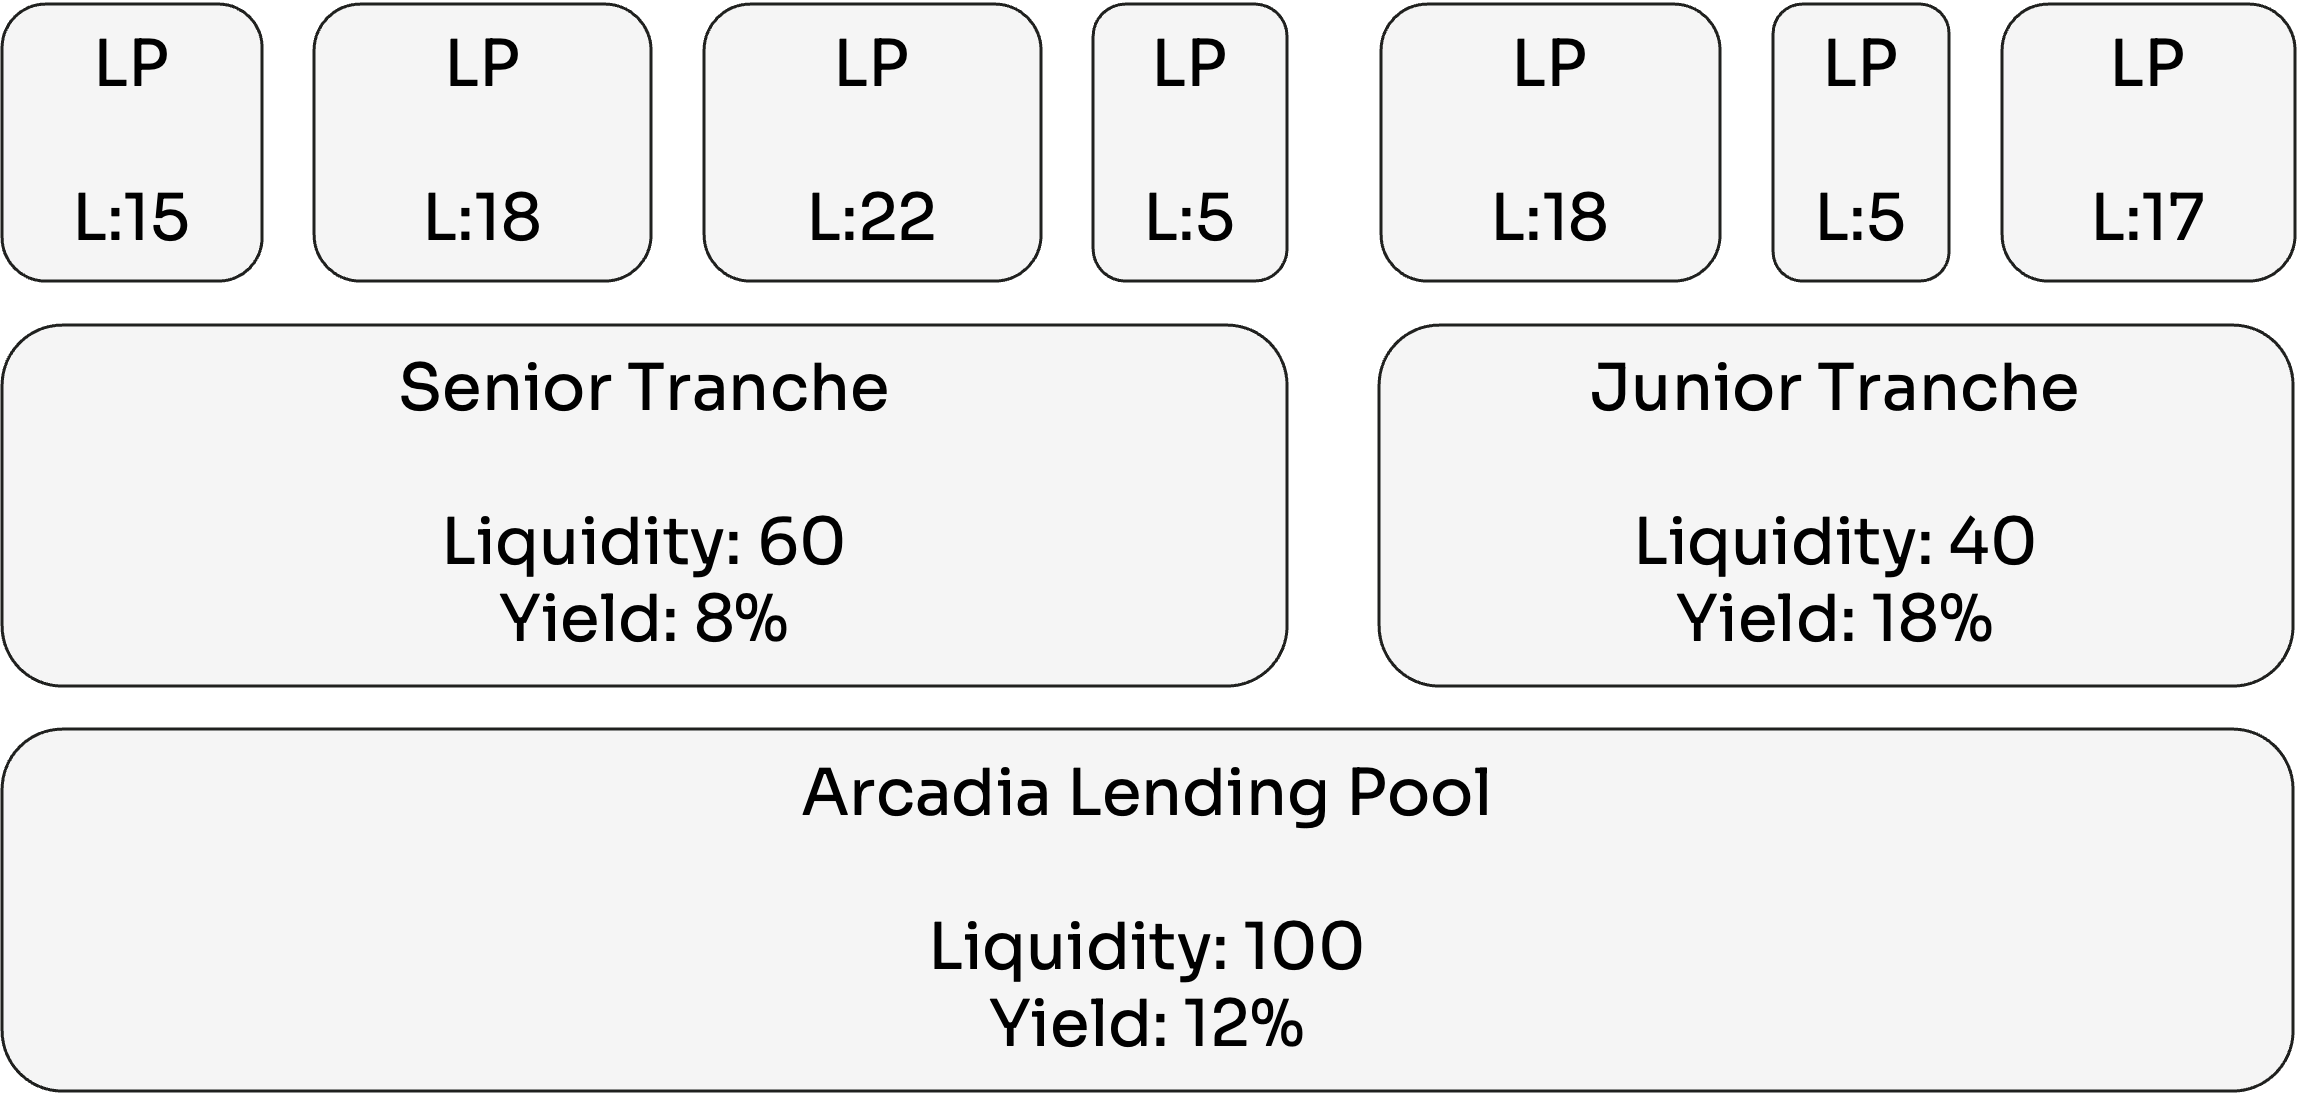 LP
L:15
LP
L:18
LP
L:22
LP
L:5
LP
L:18
LP
L:5
LP
L:17
Senior Tranche
Liquidity: 60
Yield: 8%
Junior Tranche
Liquidity: 40
Yield: 18%
Arcadia Lending Pool
Liquidity: 100
Yield: 12%